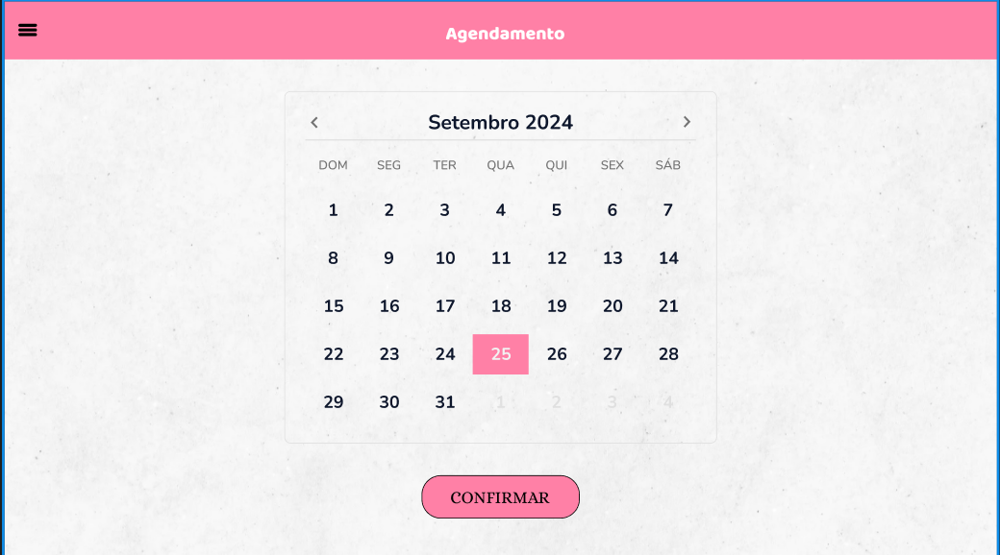 Agendamento
Setembro 2024
DOM SEG TER QUA QUI SEX SÁB
1 2 3 4 5 6 7
8 9 10 11 12 13 14
15 16 17 18 19 20 21
22 23 24 25 26 27 28
29 30 31 1 2 3 4
CONFIRMAR